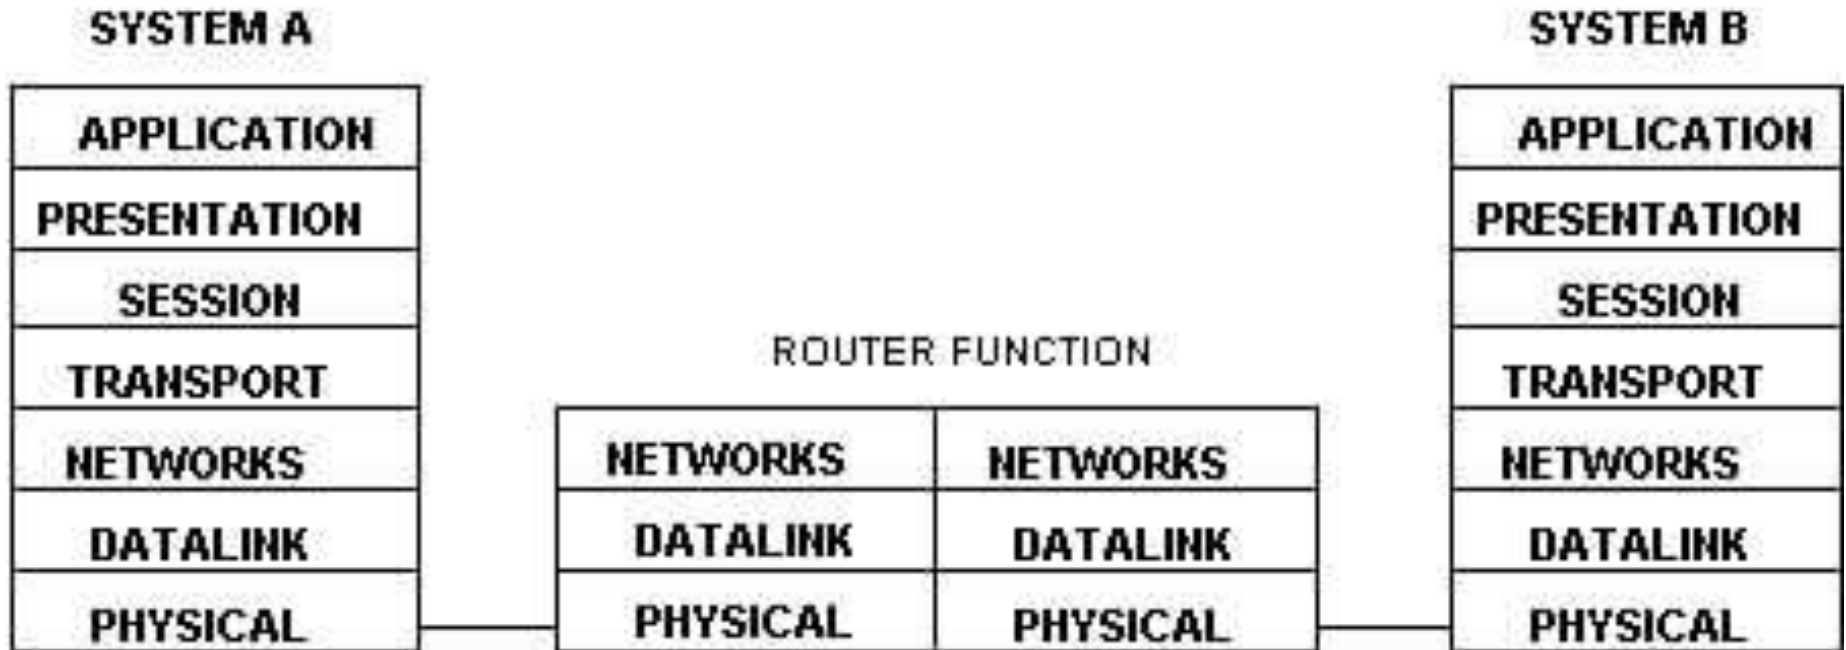 SYSTEM A
APPLICATION
PRESENTATION
SESSION
TRANSPORT
NETWORKS
DATALINK
PHYSICAL
ROUTER FUNCTION
NETWORKS
DATALINK
PHYSICAL
NETWORKS
DATALINK
PHYSICAL
SYSTEM B
APPLICATION
PRESENTATION
SESSION
TRANSPORT
NETWORKS
DATALINK
PHYSICAL